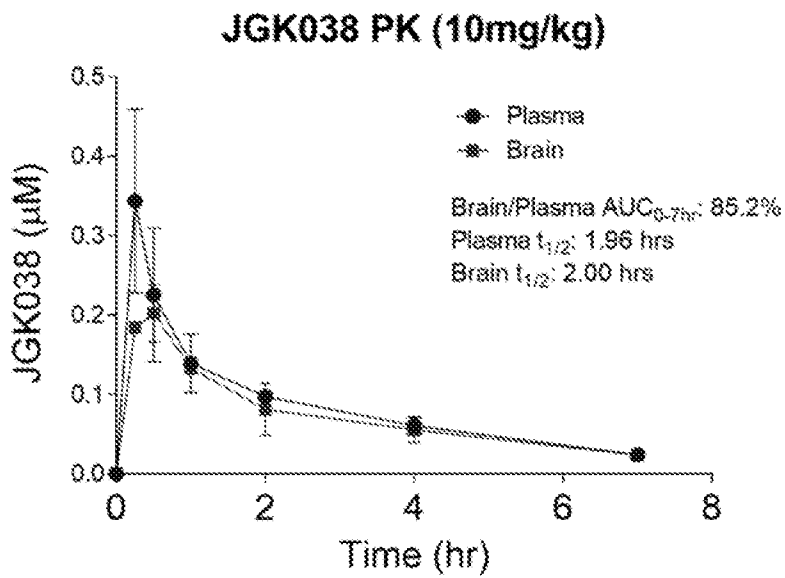 JGK038 PK (10mg/kg)
0.5
0.4
0.3
0.2
0.1
0.0
JGK038 (μM)
Plasma
Brain
Brain/Plasma AUC0-7hr: 85.2%
Plasma t1/2: 1.96 hrs
Brain t1/2: 2.00 hrs
0 2 4 6 8
Time (hr)